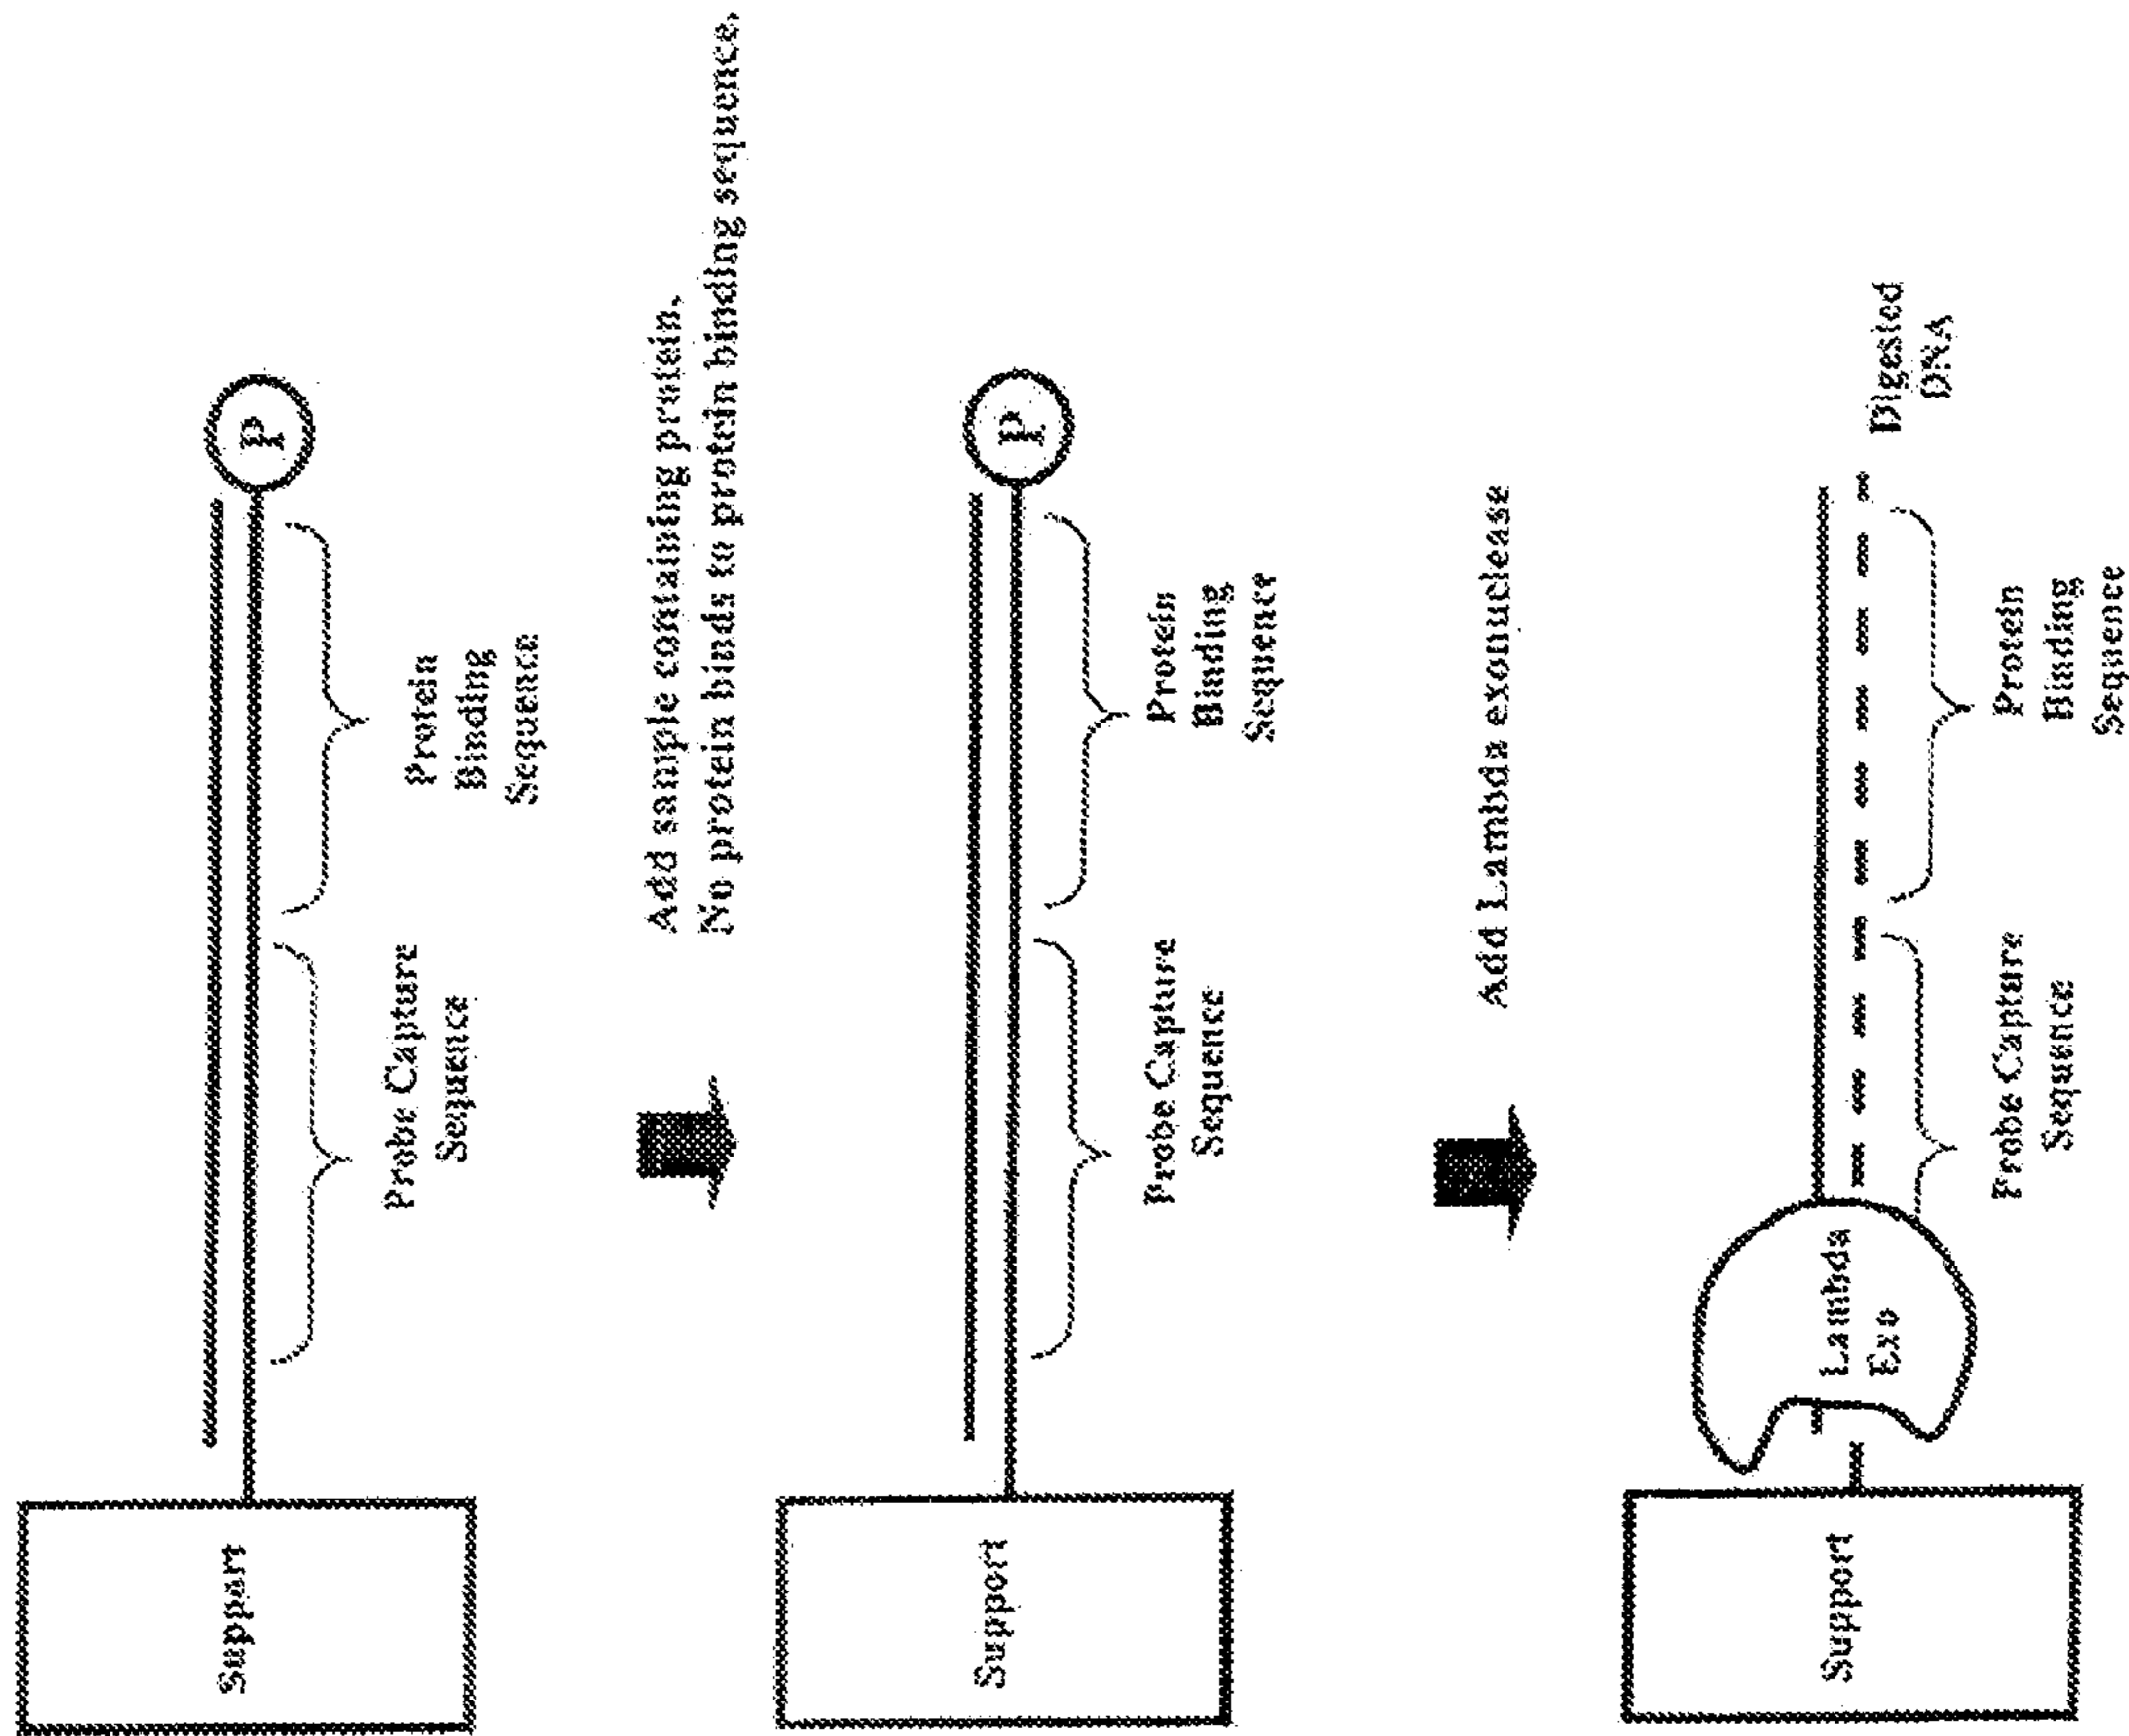 Support
Probe Capture
Sequence
Protein
Binding
Sequence
P
Add sample containing protein.
No protein binds to protein binding sequence.
Support
Probe Capture
Sequence
Protein
Binding
Sequence
P
Add Lambda exonuclease
Support
Lambda
Exo
Probe Capture
Sequence
Protein
Binding
Sequence
Digested
DNA